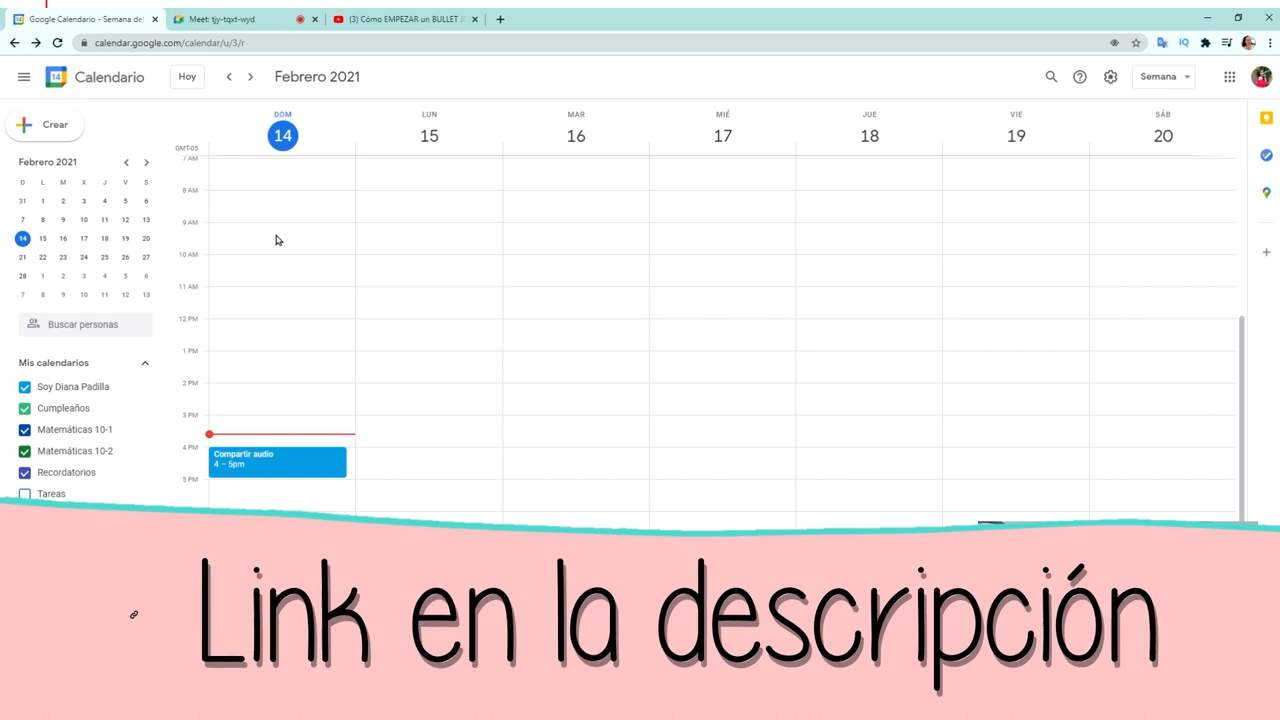 Google Calendario - Semana del
Meet: tjy-tqxt-wyd
(3) Cómo EMPEZAR un BULLET J
calendar.google.com/calendar/u/3/r
14 Calendario
Hoy
Febrero 2021
Semana
Crear
DOM LUN MAR MIÉ JUE VIE SÁB
14 15 16 17 18 19 20
GMT-05
Febrero 2021
D L M X J V S
31 1 2 3 4 5 6
7 8 9 10 11 12 13
14 15 16 17 18 19 20
21 22 23 24 25 26 27
28 1 2 3 4 5 6
7 8 9 10 11 12 13
Buscar personas
Mis calendarios
Soy Diana Padilla
Cumpleaños
Matemáticas 10-1
Matemáticas 10-2
Recordatorios
Tareas
7 AM
8 AM
9 AM
10 AM
11 AM
12 PM
1 PM
2 PM
3 PM
4 PM
5 PM
Compartir audio
4 – 5pm
Link en la descripción